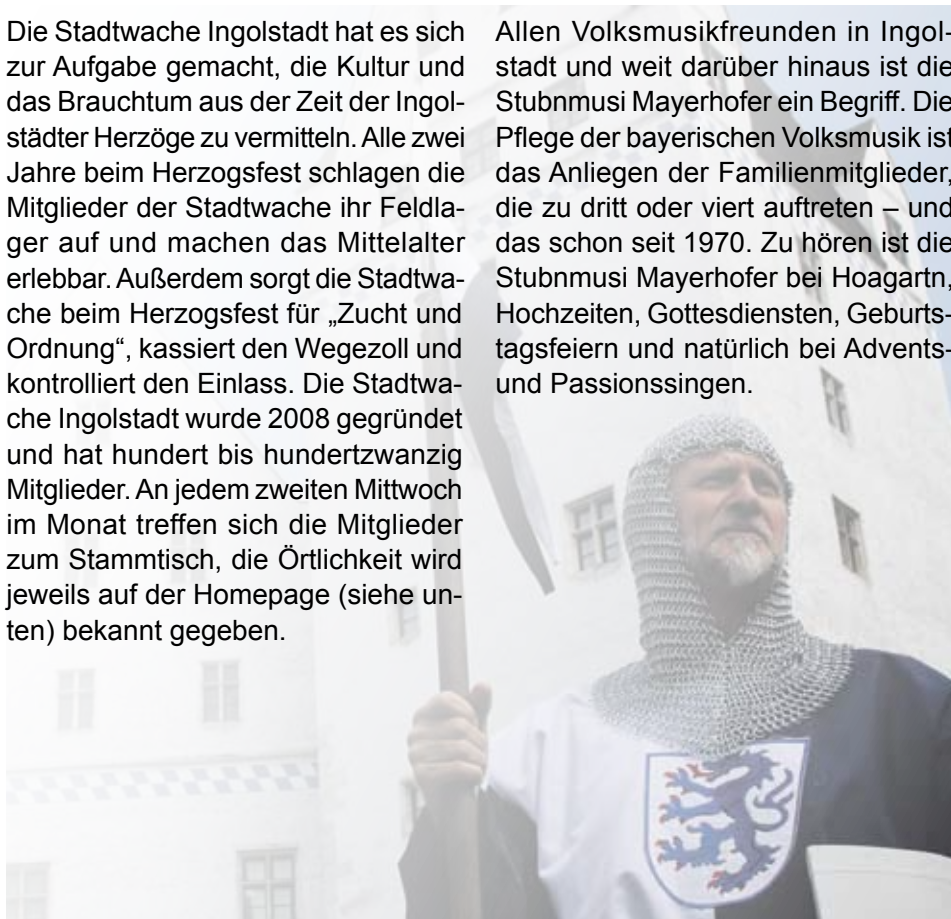 Die Stadtwache Ingolstadt hat es sich
zur Aufgabe gemacht, die Kultur und
das Brauchtum aus der Zeit der Ingol-
städter Herzöge zu vermitteln. Alle zwei
Jahre beim Herzogsfest schlagen die
Mitglieder der Stadtwache ihr Feldla-
ger auf und machen das Mittelalter
erlebbar. Außerdem sorgt die Stadtwa-
che beim Herzogsfest für „Zucht und
Ordnung“, kassiert den Wegezoll und
kontrolliert den Einlass. Die Stadtwa-
che Ingolstadt wurde 2008 gegründet
und hat hundert bis hundertzwanzig
Mitglieder. An jedem zweiten Mittwoch
im Monat treffen sich die Mitglieder
zum Stammtisch, die Örtlichkeit wird
jeweils auf der Homepage (siehe un-
ten) bekannt gegeben.
Allen Volksmusikfreunden in Ingol-
stadt und weit darüber hinaus ist die
Stubnmusi Mayerhofer ein Begriff. Die
Pflege der bayerischen Volksmusik ist
das Anliegen der Familienmitglieder,
die zu dritt oder viert auftreten – und
das schon seit 1970. Zu hören ist die
Stubnmusi Mayerhofer bei Hoagartn,
Hochzeiten, Gottesdiensten, Geburts-
tagsfeiern und natürlich bei Advents-
und Passionssingen.